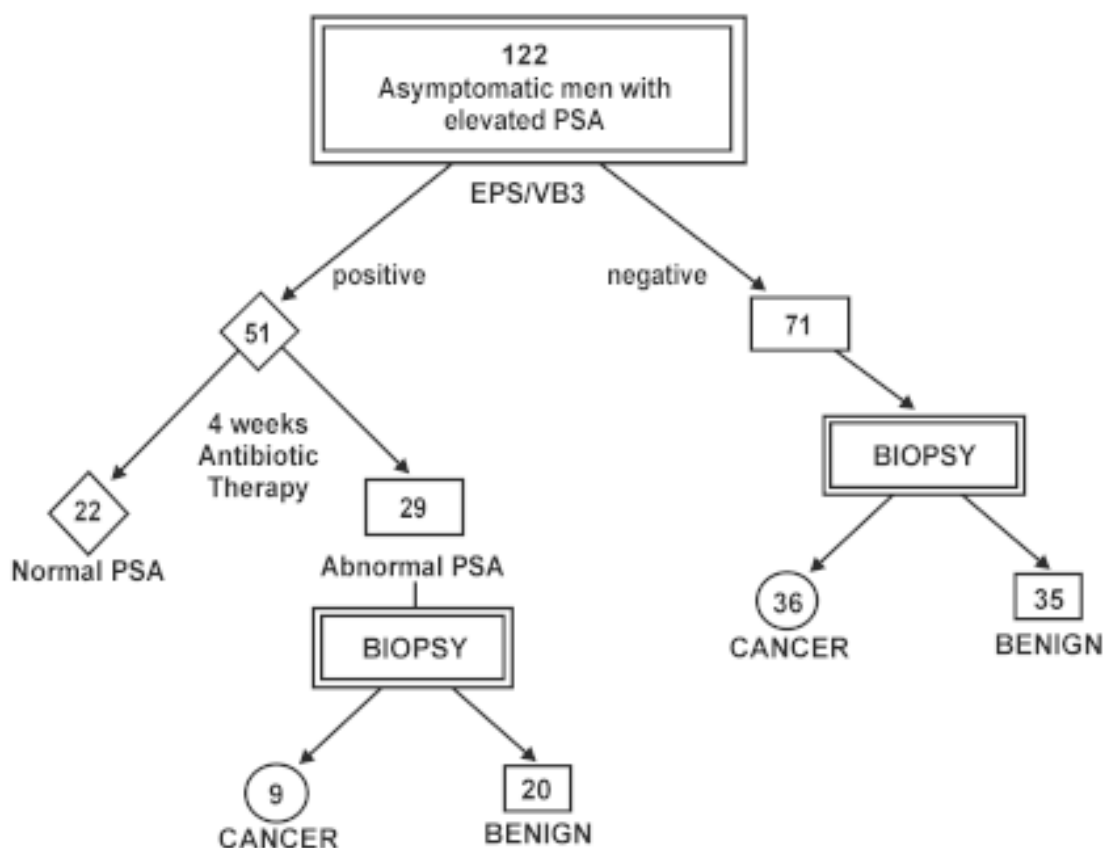 122
Asymptomatic men with
elevated PSA
EPS/VB3
positive
negative
51
71
4 weeks
Antibiotic
Therapy
BIOPSY
22
29
Normal PSA
Abnormal PSA
36
35
CANCER
BENIGN
BIOPSY
9
20
CANCER
BENIGN